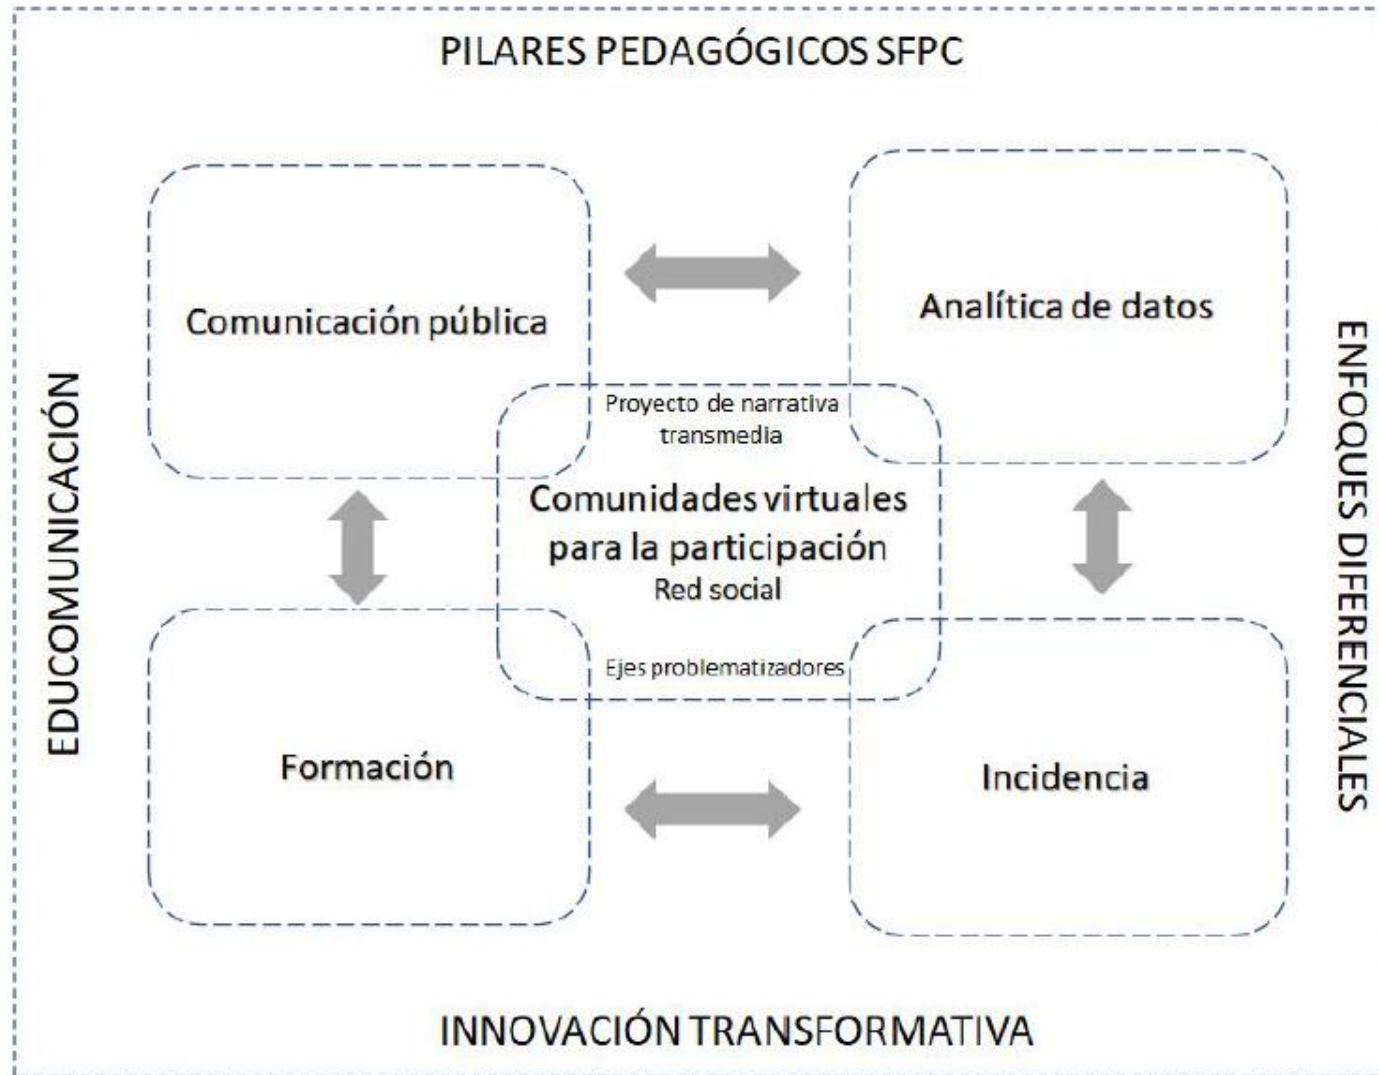 PILARES PEDAGÓGICOS SFPC
Comunicación pública
Analítica de datos
EDUCOMUNICACIÓN
Proyecto de narrativa
transmedia
Comunidades virtuales
para la participación
Red social
Ejes problematizadores
ENFOQUES DIFERENCIALES
Formación
Incidencia
INNOVACIÓN TRANSFORMATIVA